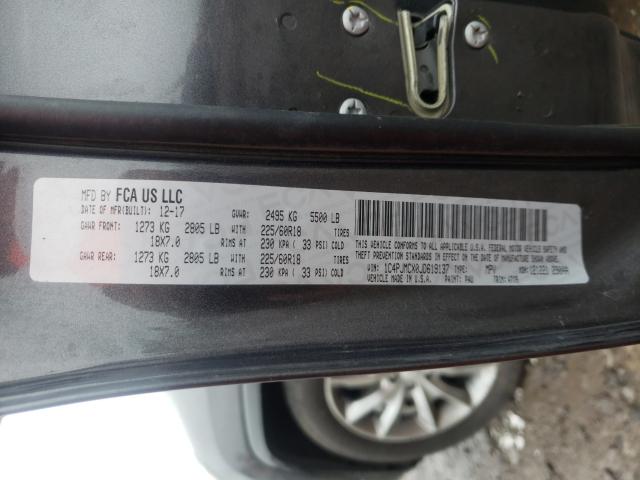 MFD BY FCA US LLC
DATE OF MFR(BUILT): 12-17 GVWR: 2495 KG 5500 LB
GAWR FRONT: 1273 KG 2805 LB WITH 225/60R18 TIRES
18X7.0 RIMS AT 230 KPA ( 33 PSI) COLD
GAWR REAR: 1273 KG 2805 LB WITH 225/60R18 TIRES
18X7.0 RIMS AT 230 KPA ( 33 PSI) COLD
THIS VEHICLE CONFORMS TO ALL APPLICABLE U.S.A. FEDERAL MOTOR VEHICLE SAFETY, BUMPER AND
THEFT PREVENTION STANDARDS IN EFFECT ON THE DATE OF MANUFACTURE SHOWN ABOVE.
VIN: 1C4PJMCX0JD619137 TYPE: MPV
VEHICLE MADE IN U.S.A. PAINT: PAU TRIM: